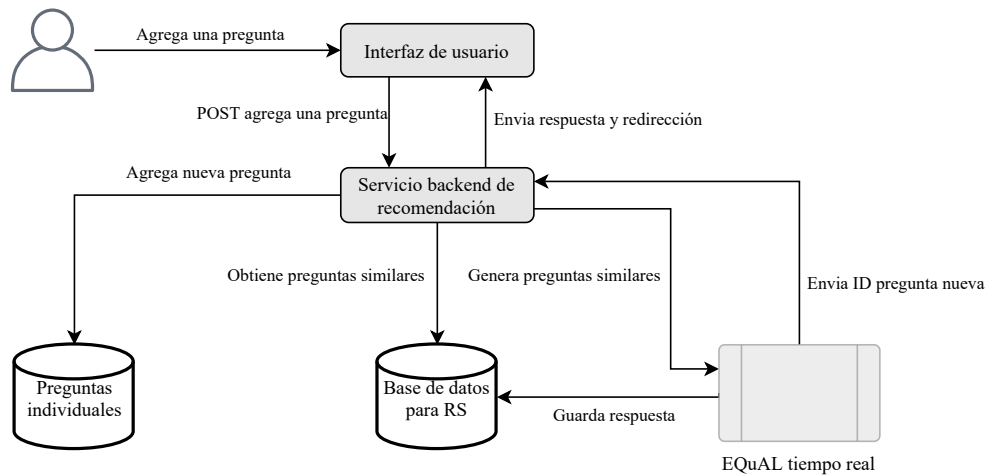 Agrega una pregunta
Interfaz de usuario
POST agrega una pregunta
Envia respuesta y redirección
Agrega nueva pregunta
Servicio backend de
recomendación
Obtiene preguntas similares
Genera preguntas similares
Envia ID pregunta nueva
Preguntas
individuales
Base de datos
para RS
Guarda respuesta
EQuAL tiempo real